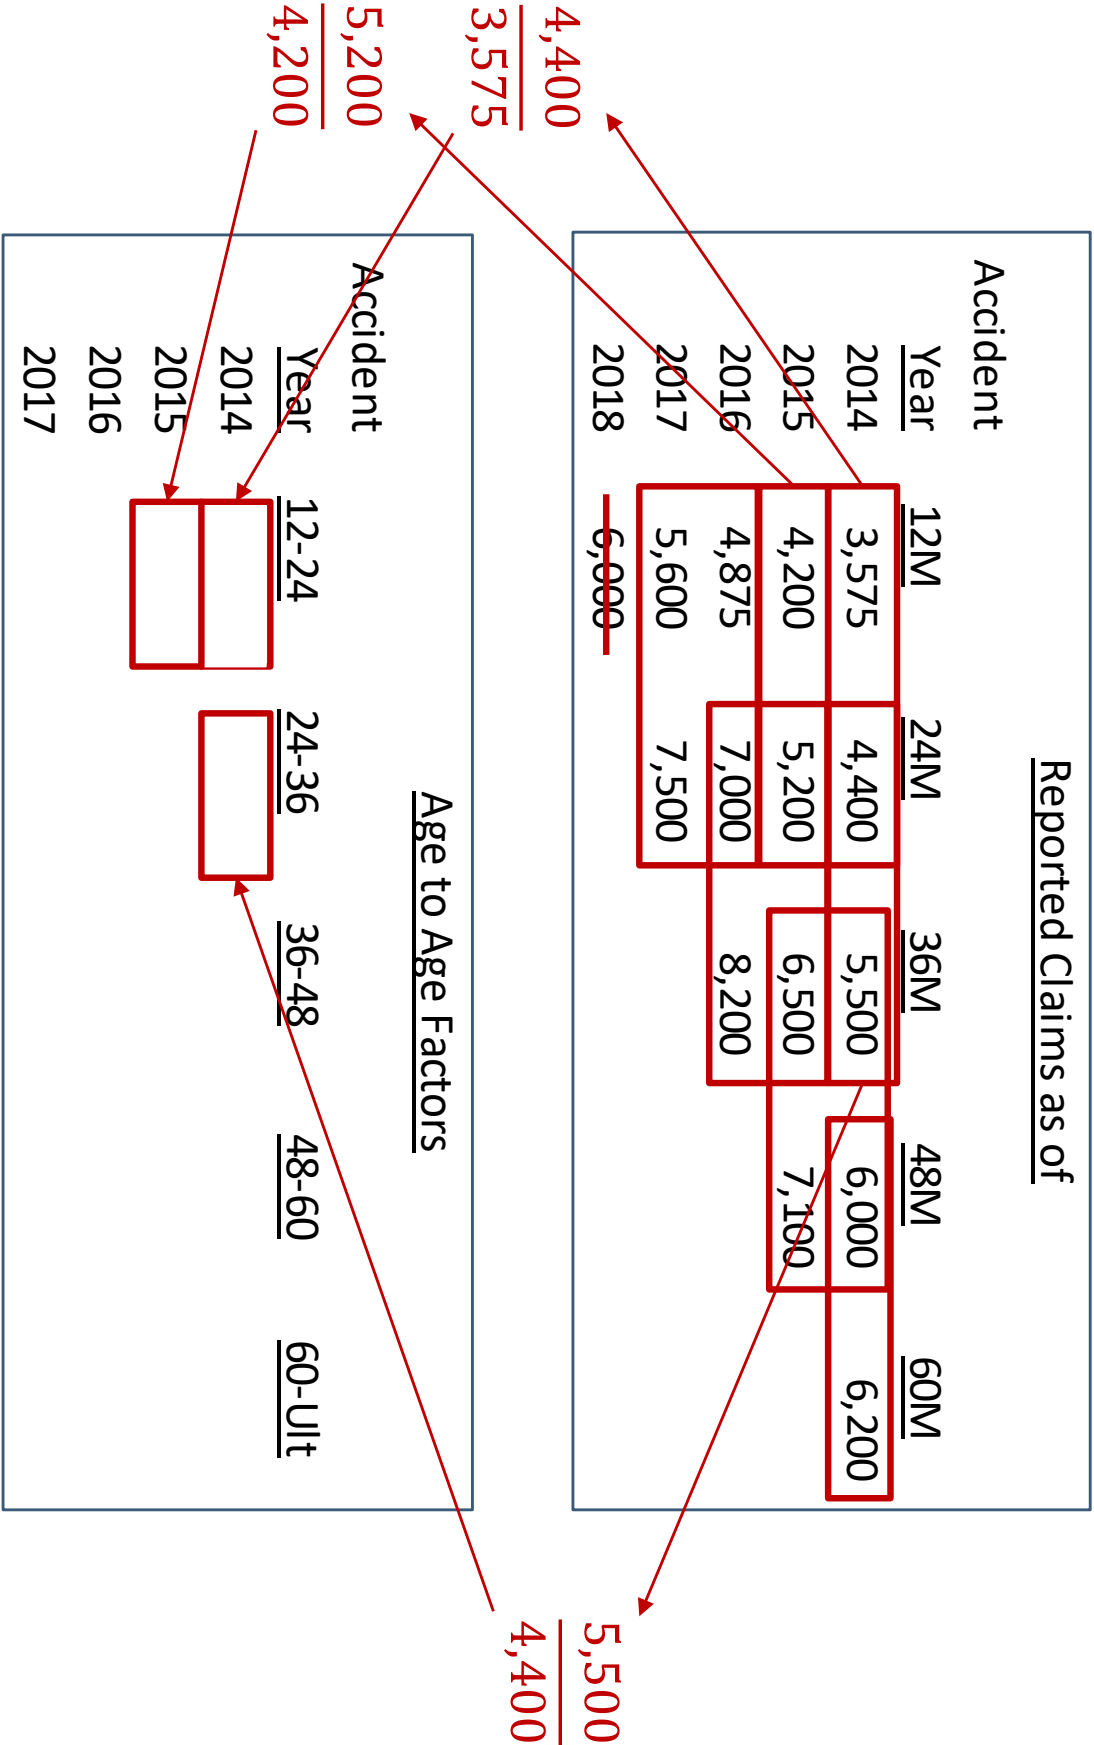 Reported Claims as of
Accident
Year 12M 24M 36M 48M 60M
2014 3,575 4,400 5,500 6,000 6,200
2015 4,200 5,200 6,500 7,100
2016 4,875 7,000 8,200
2017 5,600 7,500
2018 6,000
4,400
3,575
5,200
4,200
5,500
4,400
Age to Age Factors
Accident
Year 12-24 24-36 36-48 48-60 60-Ult
2014
2015
2016
2017